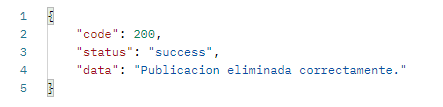 1 {
2 "code": 200,
3 "status": "success",
4 "data": "Publicacion eliminada correctamente."
5 }